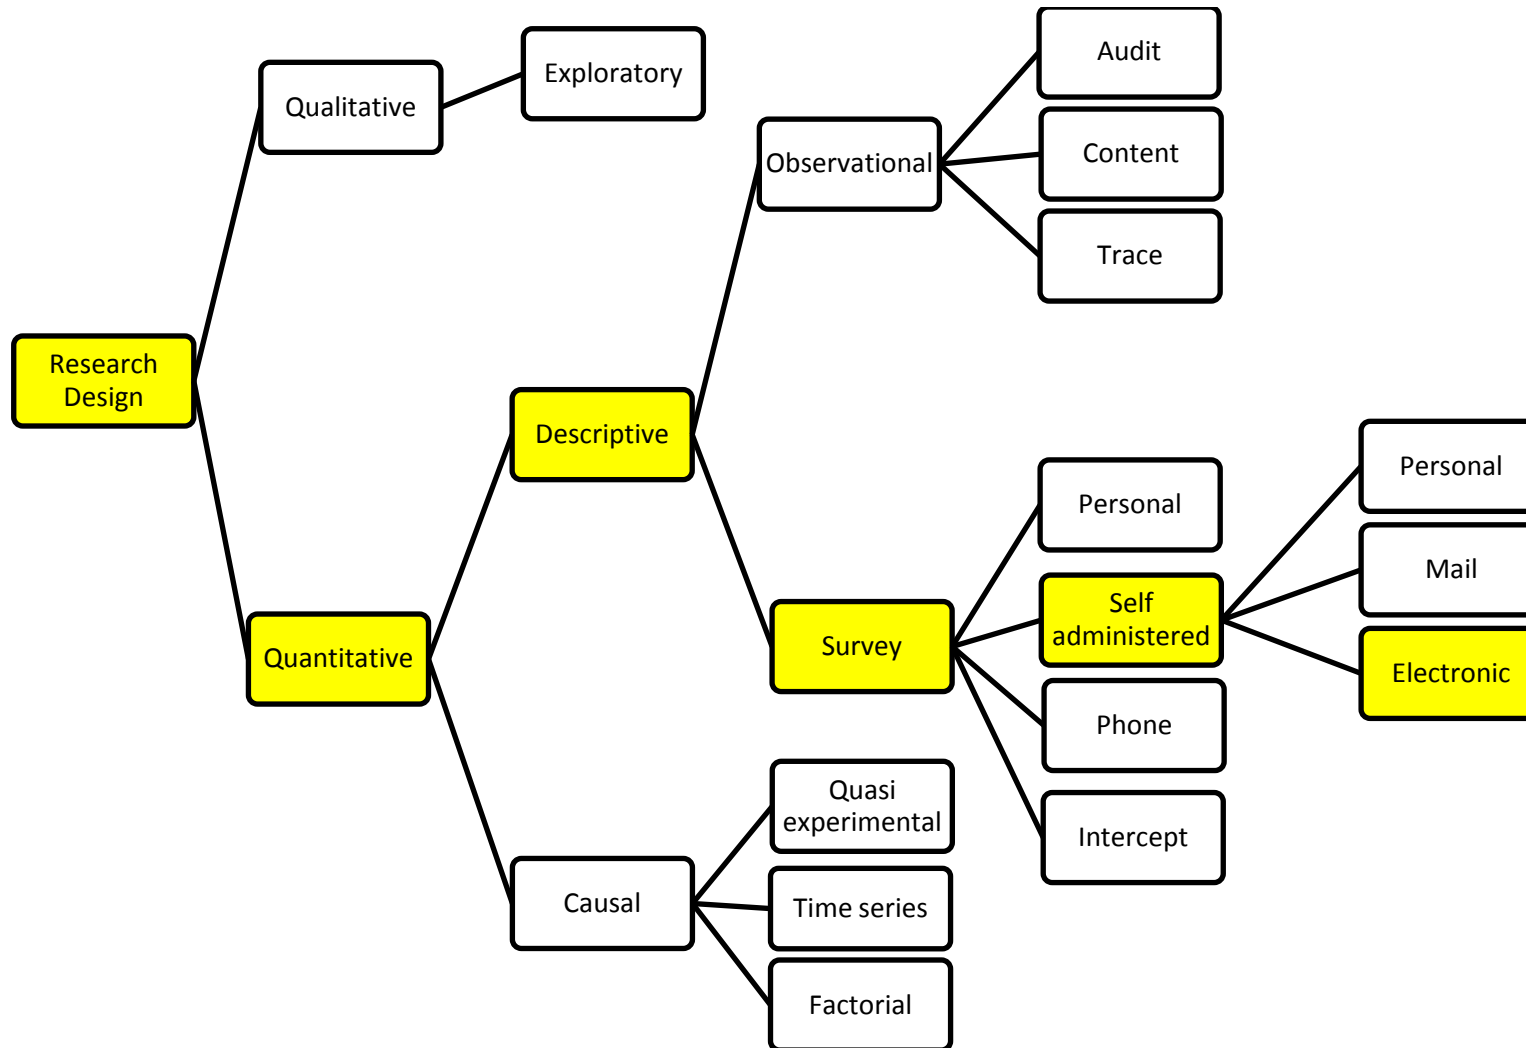 Audit
Exploratory
Qualitative
Content
Observational
Trace
Research
Design
Descriptive
Personal
Personal
Mail
Self
administered
Survey
Quantitative
Electronic
Phone
Quasi
experimental
Intercept
Causal
Time series
Factorial